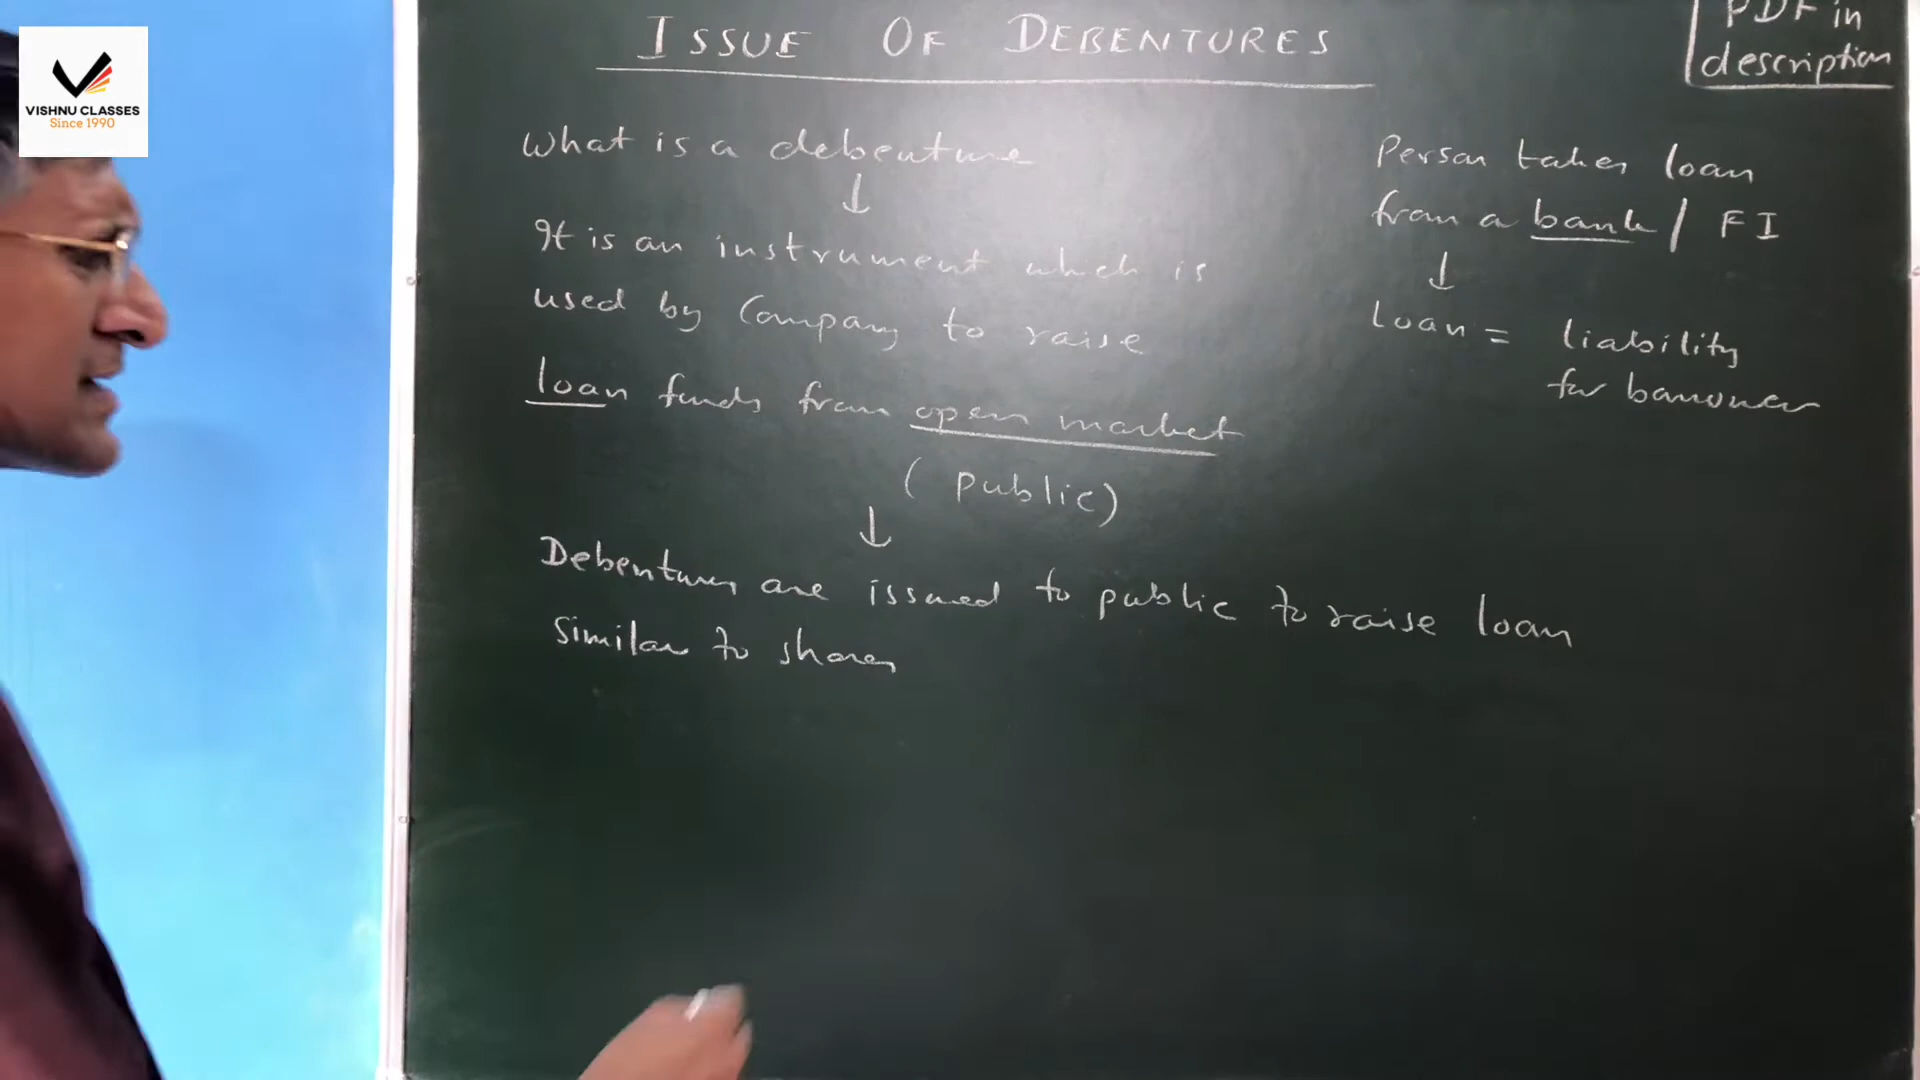 VISHNU CLASSES
Since 1990
ISSUE OF DEBENTURES
PDF in
description
What is a debenture
↓
It is an instrument which is
used by Company to raise
loan funds from open market
(Public)
↓
Debentures are issued to public to raise loan
Similar to shares
Person takes loan
from a bank / FI
↓
Loan = liability
for borrower